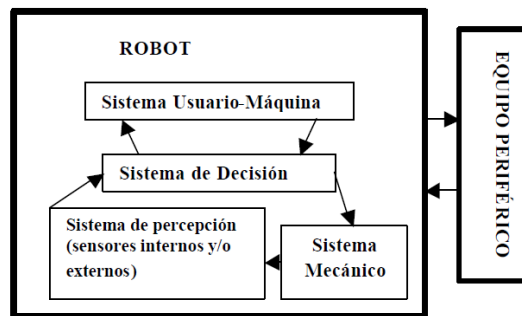 ROBOT
Sistema Usuario-Máquina
Sistema de Decisión
Sistema de percepción
(sensores internos y/o
externos)
Sistema
Mecánico
EQUIPO PERIFÉRICO